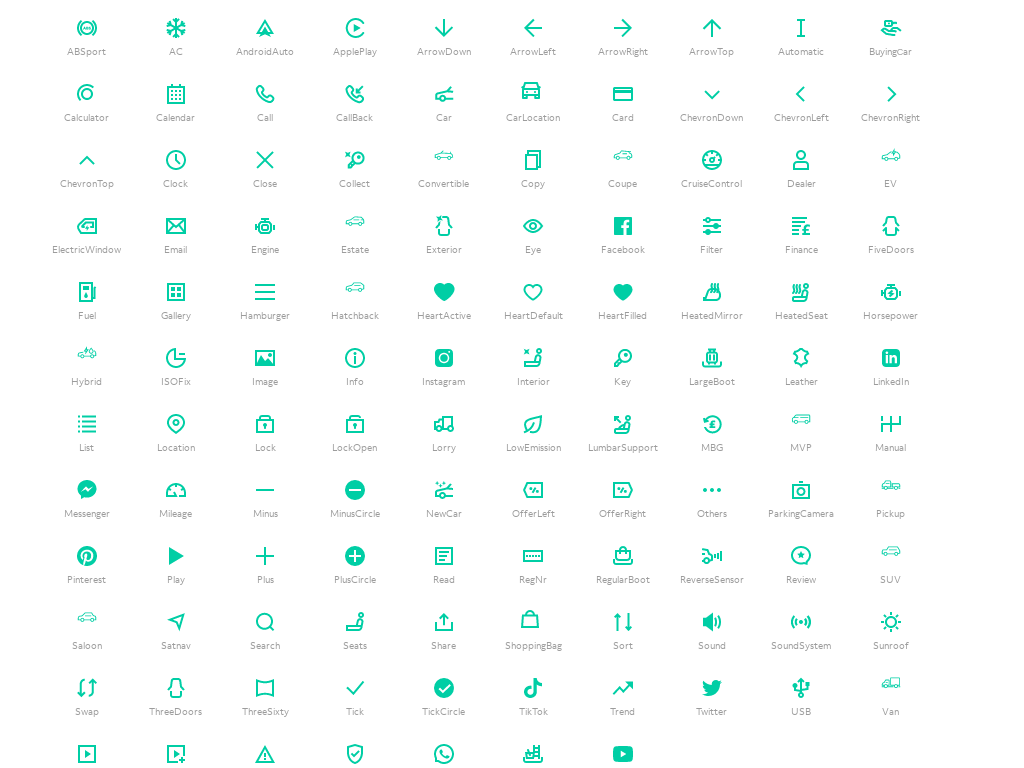 ABSport AC AndroidAuto ApplePlay ArrowDown ArrowLeft ArrowRight ArrowTop Automatic BuyingCar
Calculator Calendar Call CallBack Car CarLocation Card ChevronDown ChevronLeft ChevronRight
ChevronTop Clock Close Collect Convertible Copy Coupe CruiseControl Dealer EV
ElectricWindow Email Engine Estate Exterior Eye Facebook Filter Finance FiveDoors
Fuel Gallery Hamburger Hatchback HeartActive HeartDefault HeartFilled HeatedMirror HeatedSeat Horsepower
Hybrid ISOFix Image Info Instagram Interior Key LargeBoot Leather LinkedIn
List Location Lock LockOpen Lorry LowEmission LumbarSupport MBG MVP Manual
Messenger Mileage Minus MinusCircle NewCar OfferLeft OfferRight Others ParkingCamera Pickup
Pinterest Play Plus PlusCircle Read RegNr RegularBoot ReverseSensor Review SUV
Saloon Satnav Search Seats Share ShoppingBag Sort Sound SoundSystem Sunroof
Swap ThreeDoors ThreeSixty Tick TickCircle TikTok Trend Twitter USB Van